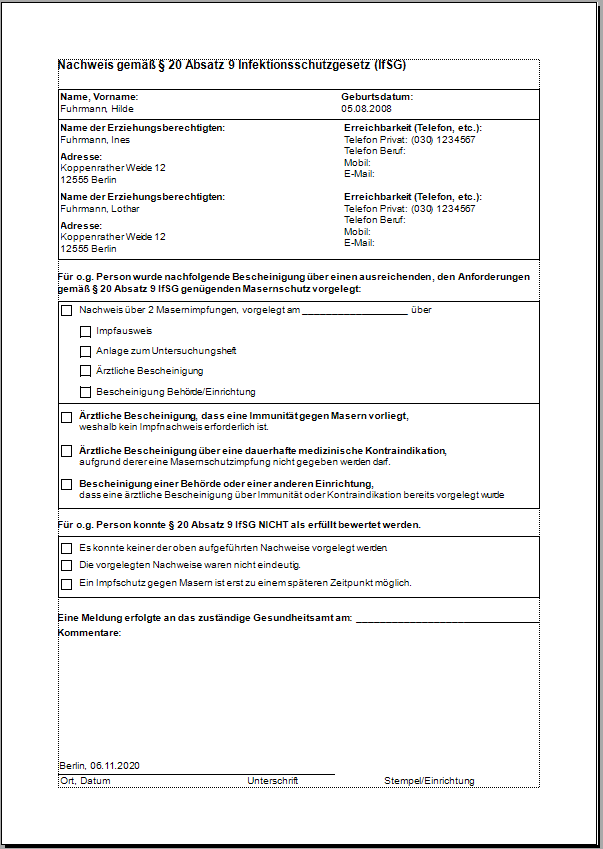 Nachweis gemäß § 20 Absatz 9 Infektionsschutzgesetz (IfSG)
Name, Vorname: Geburtsdatum:
Fuhrmann, Hilde 05.08.2008
Name der Erziehungsberechtigten: Erreichbarkeit (Telefon, etc.):
Fuhrmann, Ines Telefon Privat: (030) 1234567
Telefon Beruf:
Adresse:
Koppenrather Weide 12 Mobil:
12555 Berlin E-Mail:
Name der Erziehungsberechtigten: Erreichbarkeit (Telefon, etc.):
Fuhrmann, Lothar Telefon Privat: (030) 1234567
Telefon Beruf:
Adresse:
Koppenrather Weide 12 Mobil:
12555 Berlin E-Mail:
Für o.g. Person wurde nachfolgende Bescheinigung über einen ausreichenden, den Anforderungen
gemäß § 20 Absatz 9 IfSG genügenden Masernschutz vorgelegt:
Nachweis über 2 Masernimpfungen, vorgelegt am ____________________ über
Impfausweis
Anlage zum Untersuchungsheft
Ärztliche Bescheinigung
Bescheinigung Behörde/Einrichtung
Ärztliche Bescheinigung, dass eine Immunität gegen Masern vorliegt,
weshalb kein Impfnachweis erforderlich ist.
Ärztliche Bescheinigung über eine dauerhafte medizinische Kontraindikation,
aufgrund derer eine Masernschutzimpfung nicht gegeben werden darf.
Bescheinigung einer Behörde oder einer anderen Einrichtung,
dass eine ärztliche Bescheinigung über Immunität oder Kontraindikation bereits vorgelegt wurde
Für o.g. Person konnte § 20 Absatz 9 IfSG NICHT als erfüllt bewertet werden.
Es konnte keiner der oben aufgeführten Nachweise vorgelegt werden.
Die vorgelegten Nachweise waren nicht eindeutig.
Ein Impfschutz gegen Masern ist erst zu einem späteren Zeitpunkt möglich.
Eine Meldung erfolgte an das zuständige Gesundheitsamt am: ____________________
Kommentare:
Berlin, 06.11.2020
Ort, Datum Unterschrift Stempel/Einrichtung